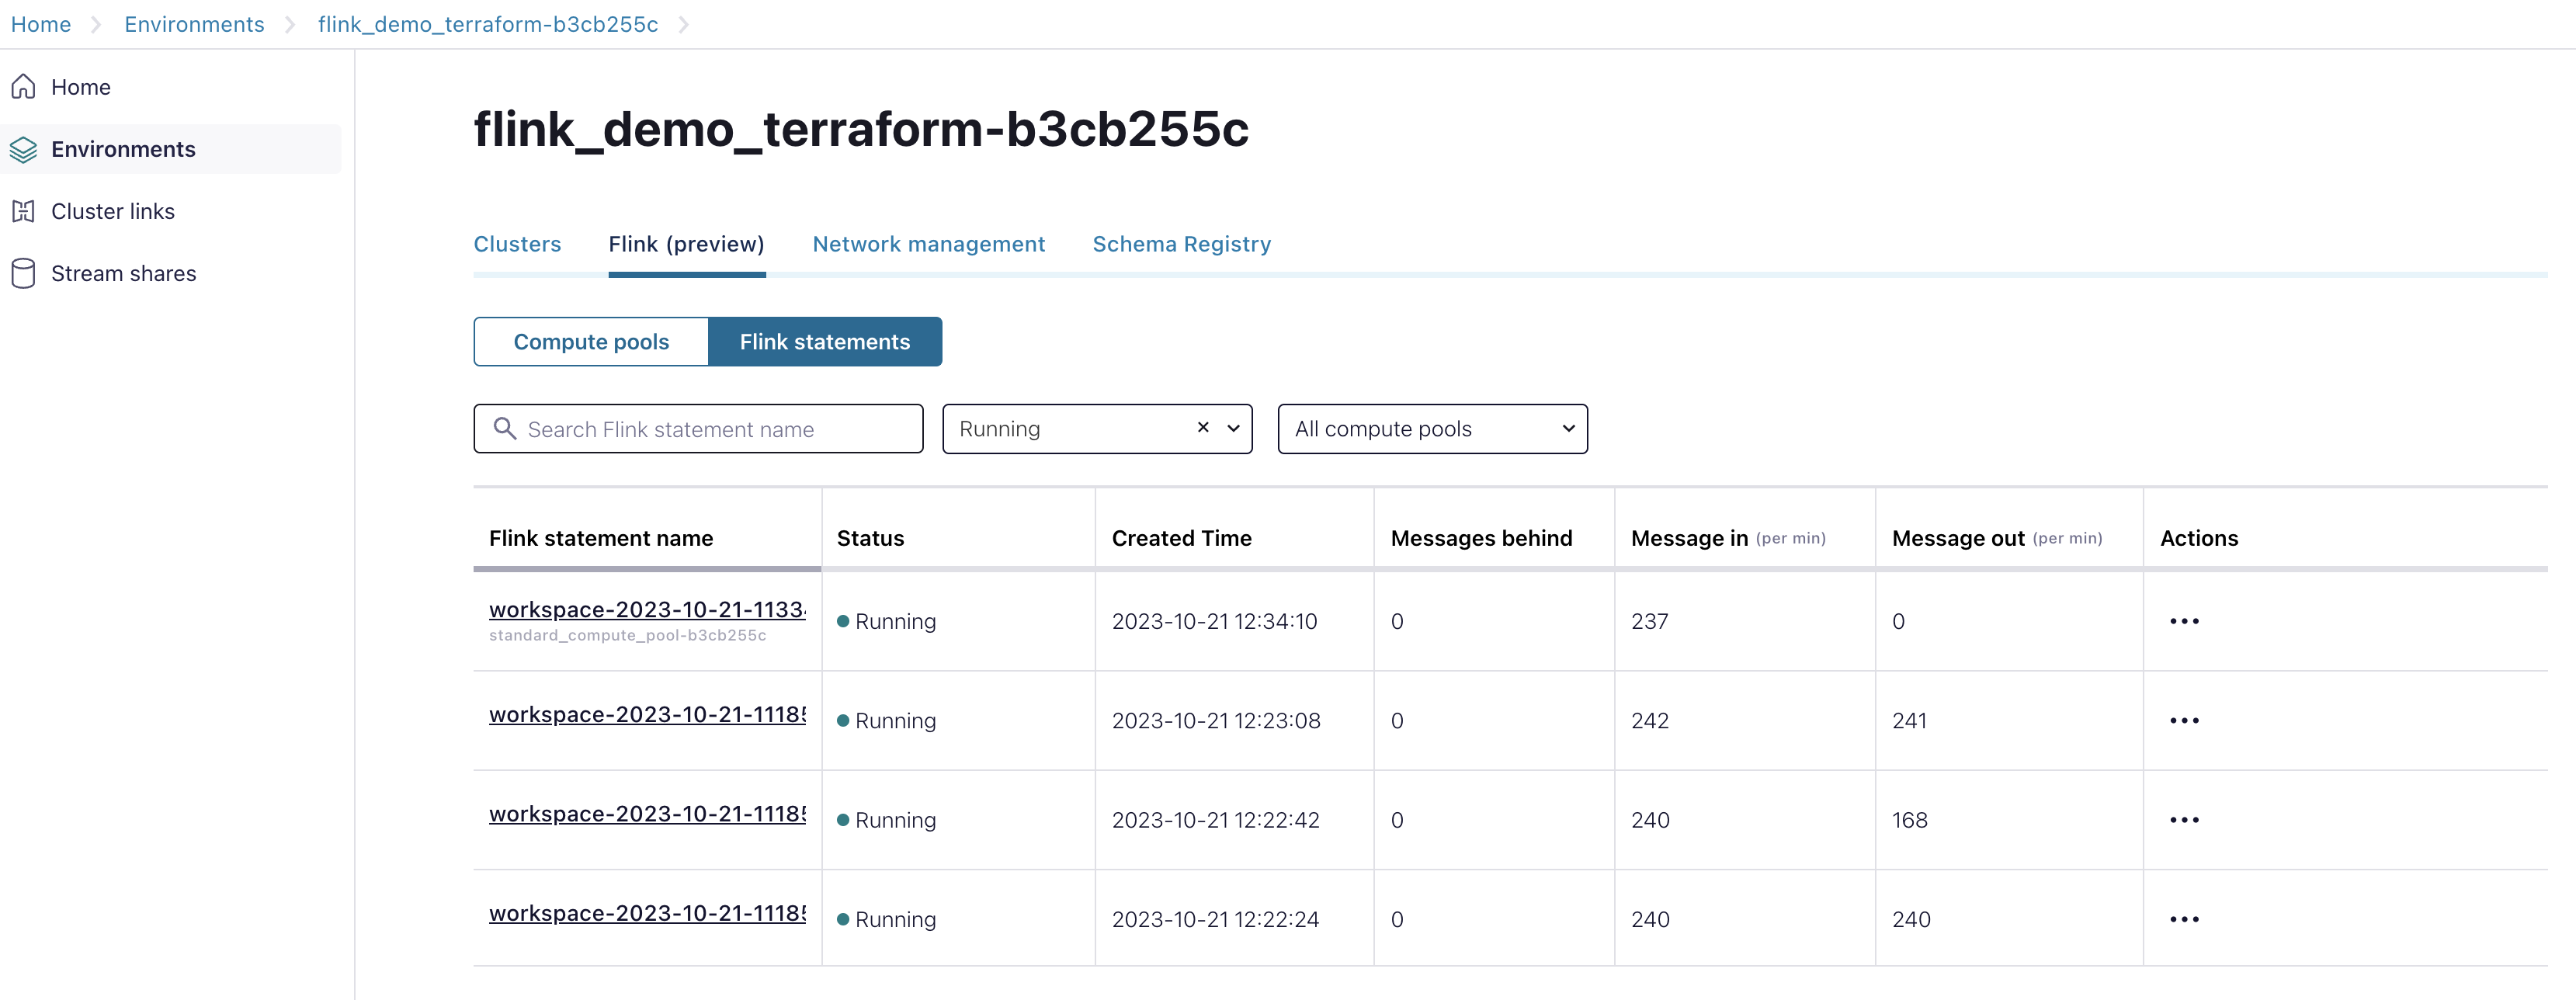 Home Environments flink_demo_terraform-b3cb255c
Home
Environments
Cluster links
Stream shares
flink_demo_terraform-b3cb255c
Clusters Flink (preview) Network management Schema Registry
Compute pools Flink statements
Search Flink statement name Running × All compute pools
Flink statement name Status Created Time Messages behind Message in (per min) Message out (per min) Actions
workspace-2023-10-21-1133
standard_compute_pool-b3cb255c
Running 2023-10-21 12:34:10 0 237 0 •••
workspace-2023-10-21-1118 Running 2023-10-21 12:23:08 0 242 241 •••
workspace-2023-10-21-1118 Running 2023-10-21 12:22:42 0 240 168 •••
workspace-2023-10-21-1118 Running 2023-10-21 12:22:24 0 240 240 •••